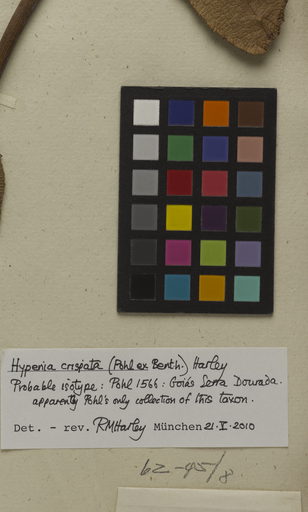 Hypenia crispata (Pohl ex Benth.) Harley
Probable isotype: Pohl 1566: Goiás Serra Dourada.
apparently Pohl's only collection of this taxon.
Det. - rev. RMHarley München 21.V.2010
62-45/8